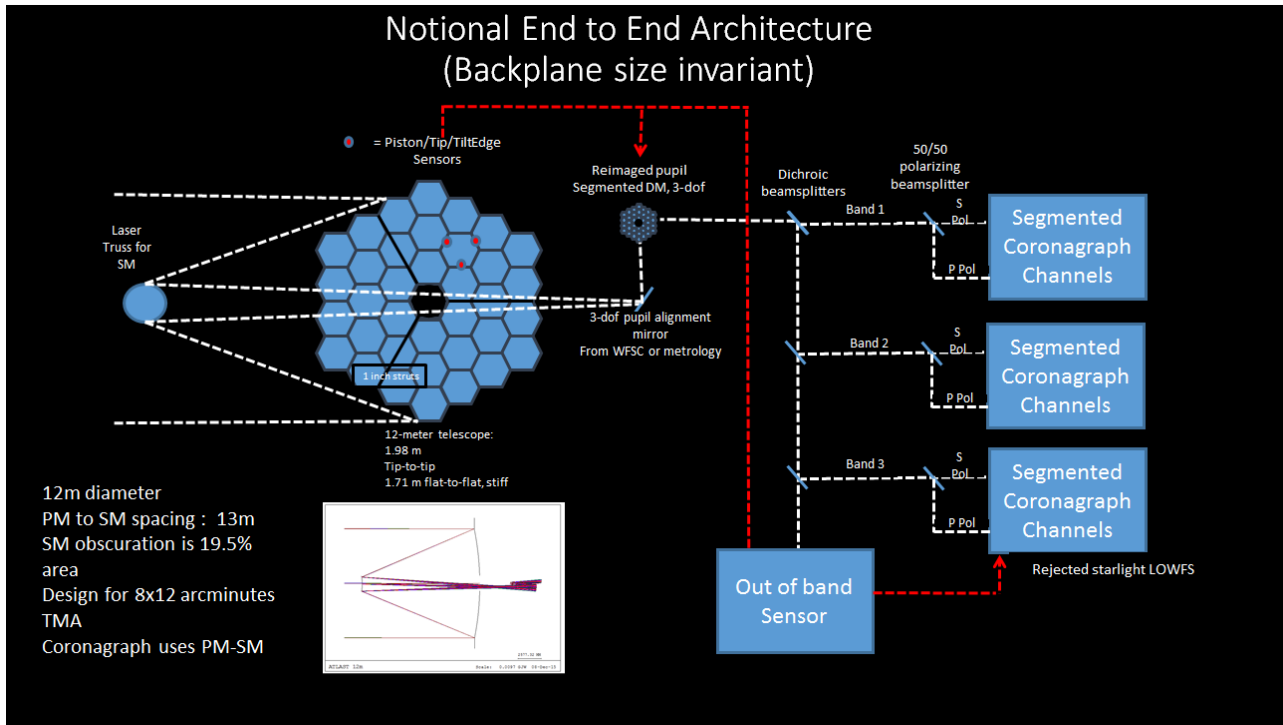 Notional End to End Architecture
(Backplane size invariant)
= Piston/Tip/TiltEdge
Sensors
Laser
Truss for
SM
1 inch struts
12-meter telescope:
1.98 m
Tip-to-tip
1.71 m flat-to-flat, stiff
Reimaged pupil
Segmented DM, 3-dof
3-dof pupil alignment
mirror
From WFSC or metrology
Dichroic
beamsplitters
50/50
polarizing
beamsplitter
Band 1
S
Pol
P Pol
Segmented
Coronagraph
Channels
Band 2
S
Pol
P Pol
Segmented
Coronagraph
Channels
Band 3
S
Pol
P Pol
Segmented
Coronagraph
Channels
Out of band
Sensor
Rejected starlight LOWFS
12m diameter
PM to SM spacing : 13m
SM obscuration is 19.5%
area
Design for 8x12 arcminutes
TMA
Coronagraph uses PM-SM
ATLAST 12m
Scale: